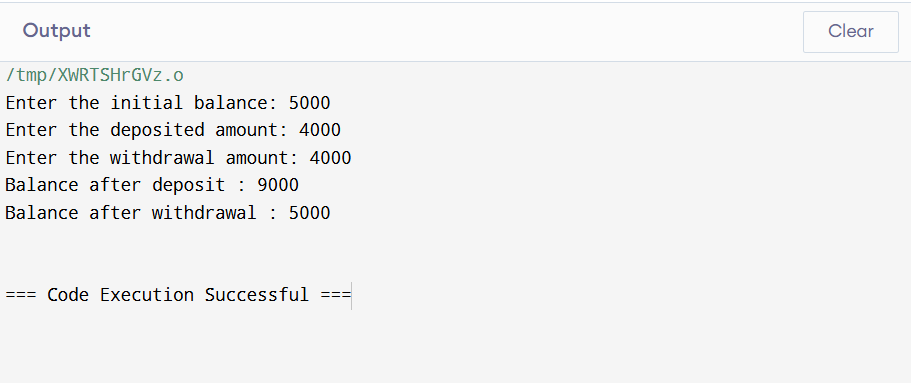 Output
Clear
/tmp/XWRTSHrGVz.o
Enter the initial balance: 5000
Enter the deposited amount: 4000
Enter the withdrawal amount: 4000
Balance after deposit : 9000
Balance after withdrawal : 5000
=== Code Execution Successful ===